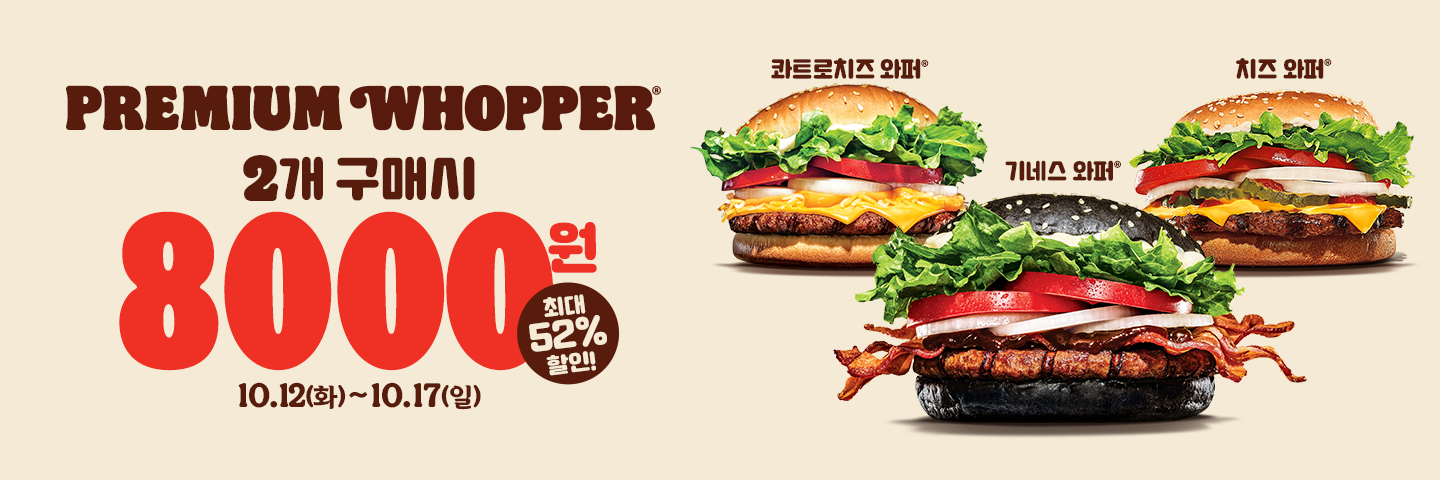 PREMIUM WHOPPER®
2개 구매시
8000원
최대
52%
할인!
10.12(화)~10.17(일)
콰트로치즈 와퍼®
기네스 와퍼®
치즈 와퍼®